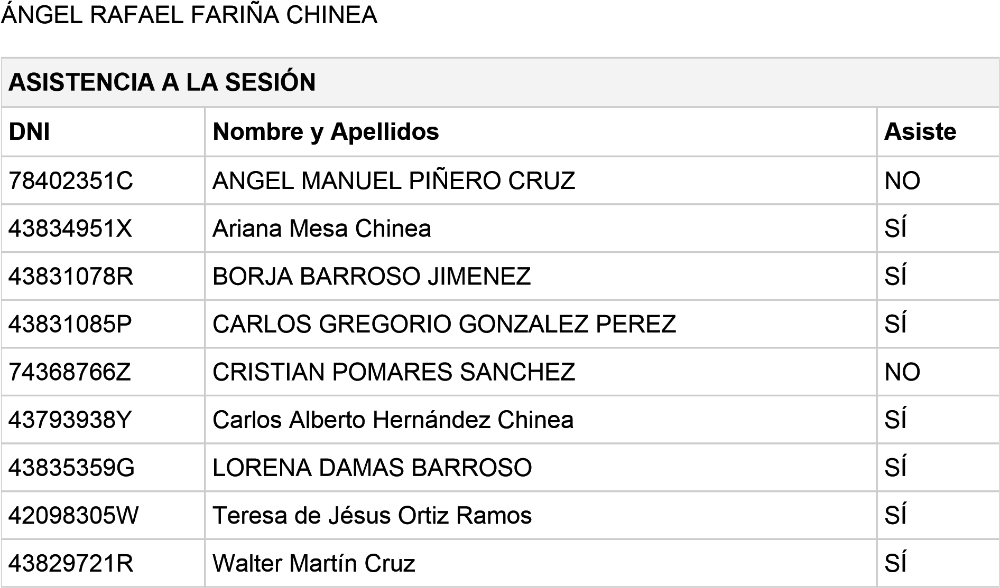 ÁNGEL RAFAEL FARIÑA CHINEA
ASISTENCIA A LA SESIÓN
DNI Nombre y Apellidos Asiste
78402351C ANGEL MANUEL PIÑERO CRUZ NO
43834951X Ariana Mesa Chinea SÍ
43831078R BORJA BARROSO JIMENEZ SÍ
43831085P CARLOS GREGORIO GONZALEZ PEREZ SÍ
74368766Z CRISTIAN POMARES SANCHEZ NO
43793938Y Carlos Alberto Hernández Chinea SÍ
43835359G LORENA DAMAS BARROSO SÍ
42098305W Teresa de Jésus Ortiz Ramos SÍ
43829721R Walter Martín Cruz SÍ